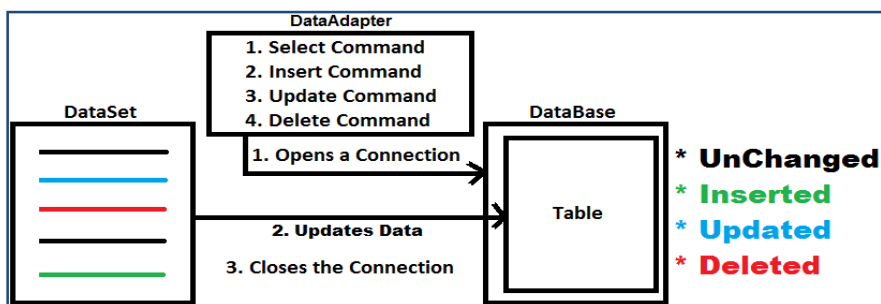 DataAdapter
1. Select Command
2. Insert Command
3. Update Command
4. Delete Command
DataSet
DataBase
1. Opens a Connection
Table
2. Updates Data
3. Closes the Connection
* UnChanged
* Inserted
* Updated
* Deleted